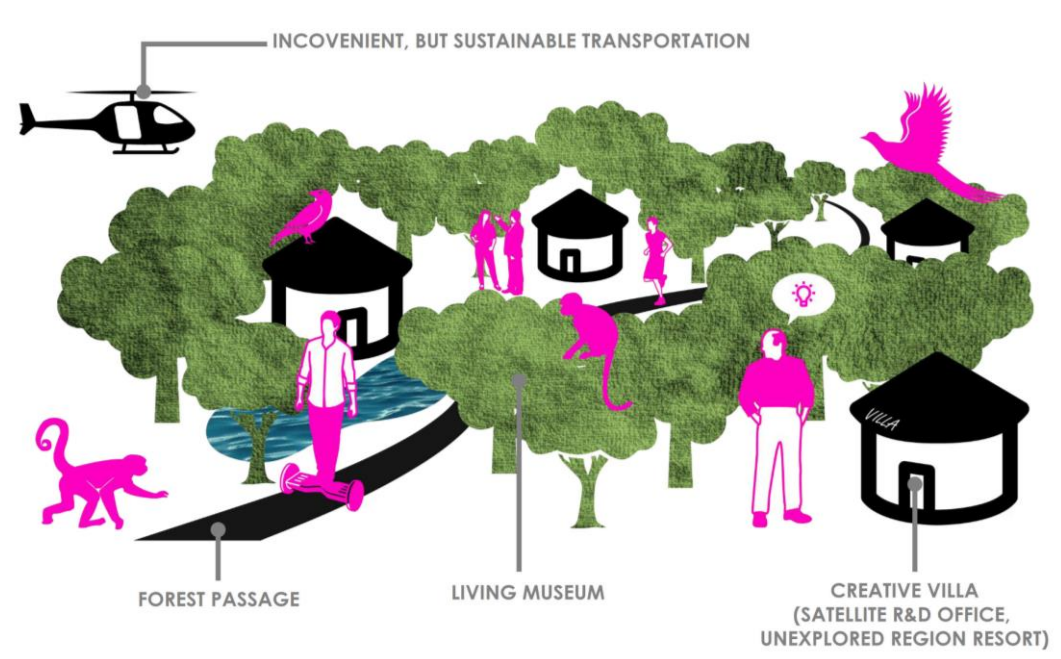 INCOVENIENT, BUT SUSTAINABLE TRANSPORTATION
VILLA
FOREST PASSAGE
LIVING MUSEUM
CREATIVE VILLA
(SATELLITE R&D OFFICE,
UNEXPLORED REGION RESORT)